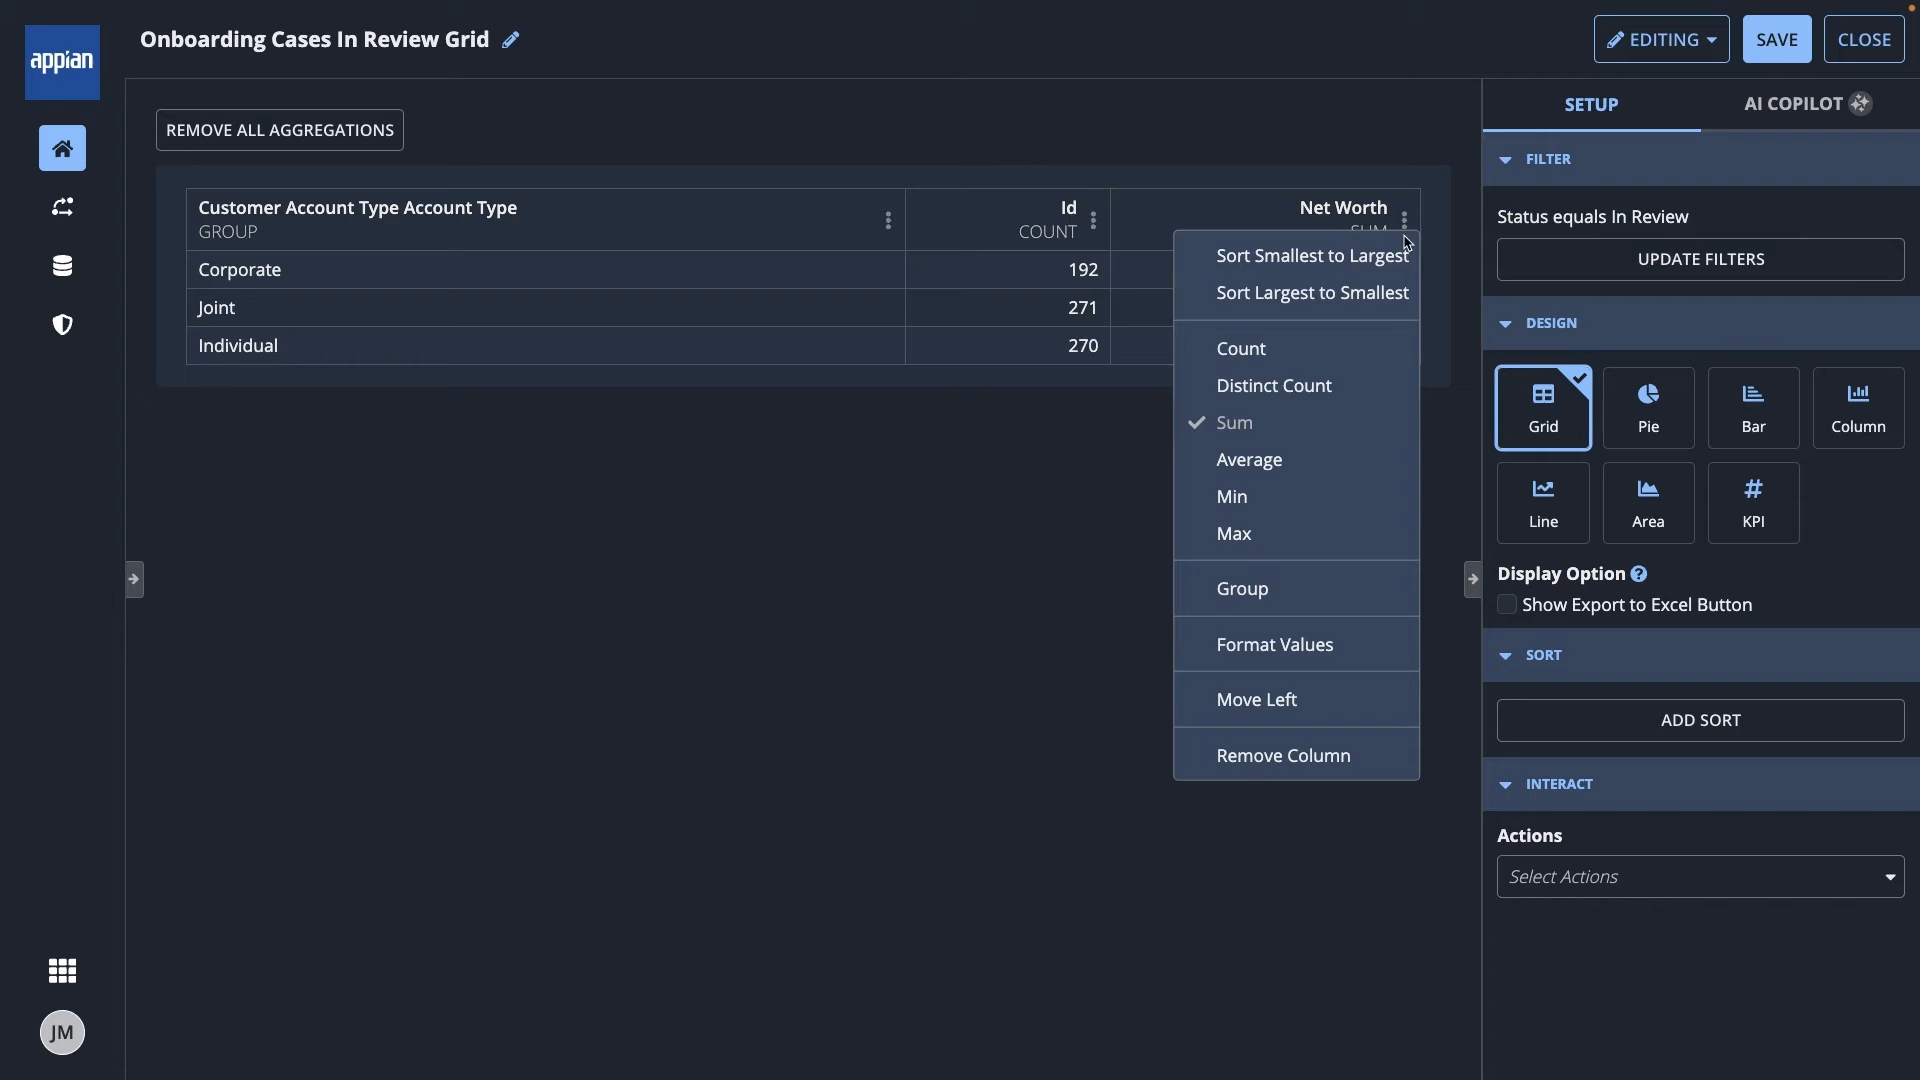 appian
Onboarding Cases In Review Grid
EDITING
SAVE
CLOSE
REMOVE ALL AGGREGATIONS
Customer Account Type Account Type
GROUP
Id
COUNT
Net Worth
SUM
Corporate
192
Joint
271
Individual
270
Sort Smallest to Largest
Sort Largest to Smallest
Count
Distinct Count
Sum
Average
Min
Max
Group
Format Values
Move Left
Remove Column
SETUP
AI COPILOT
FILTER
Status equals In Review
UPDATE FILTERS
DESIGN
Grid
Pie
Bar
Column
Line
Area
KPI
Display Option
Show Export to Excel Button
SORT
ADD SORT
INTERACT
Actions
Select Actions
JM